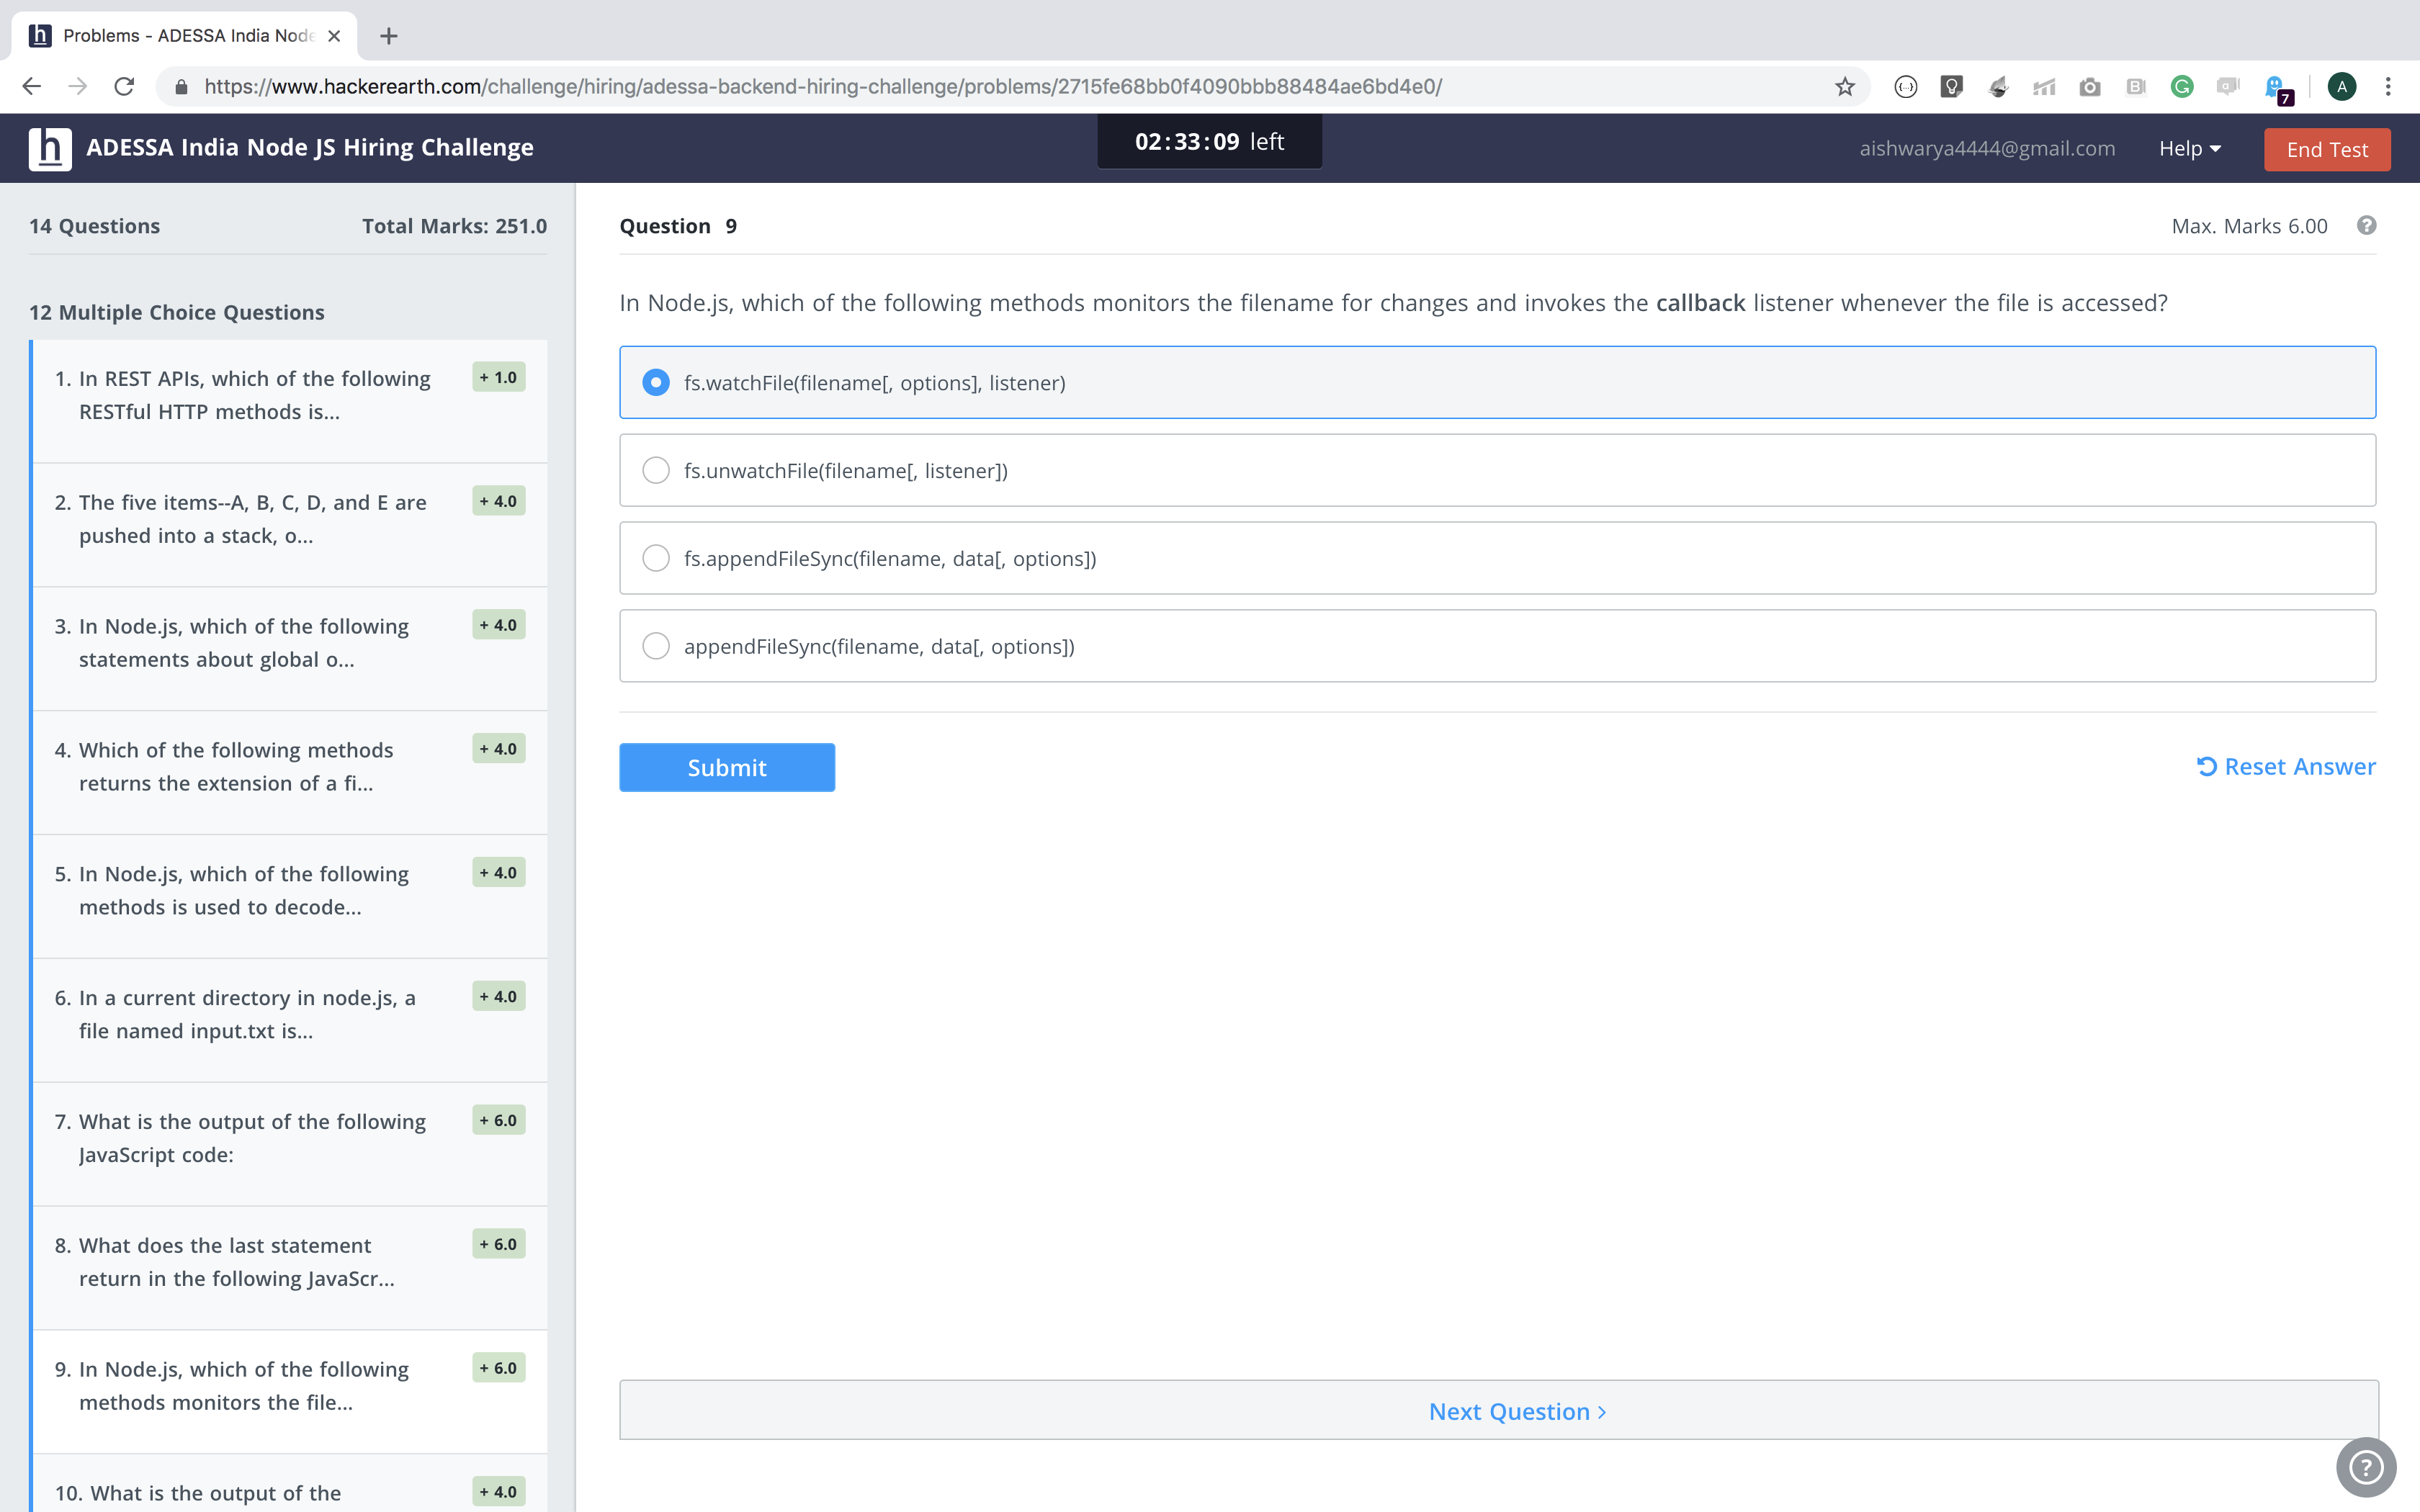 Problems - ADESSA India Node
https://www.hackerearth.com/challenge/hiring/adessa-backend-hiring-challenge/problems/2715fe68bb0f4090bbb88484ae6bd4e0/
7
A
h ADESSA India Node JS Hiring Challenge
02:33:09 left
aishwarya4444@gmail.com
Help
End Test
14 Questions
Total Marks: 251.0
12 Multiple Choice Questions
1. In REST APIs, which of the following
RESTful HTTP methods is...
+ 1.0
2. The five items--A, B, C, D, and E are
pushed into a stack, o...
+ 4.0
3. In Node.js, which of the following
statements about global o...
+ 4.0
4. Which of the following methods
returns the extension of a fi...
+ 4.0
5. In Node.js, which of the following
methods is used to decode...
+ 4.0
6. In a current directory in node.js, a
file named input.txt is...
+ 4.0
7. What is the output of the following
JavaScript code:
+ 6.0
8. What does the last statement
return in the following JavaScr...
+ 6.0
9. In Node.js, which of the following
methods monitors the file...
+ 6.0
10. What is the output of the
+ 4.0
Question 9
Max. Marks 6.00
?
In Node.js, which of the following methods monitors the filename for changes and invokes the callback listener whenever the file is accessed?
fs.watchFile(filename[, options], listener)
fs.unwatchFile(filename[, listener])
fs.appendFileSync(filename, data[, options])
appendFileSync(filename, data[, options])
Submit
Reset Answer
Next Question
?